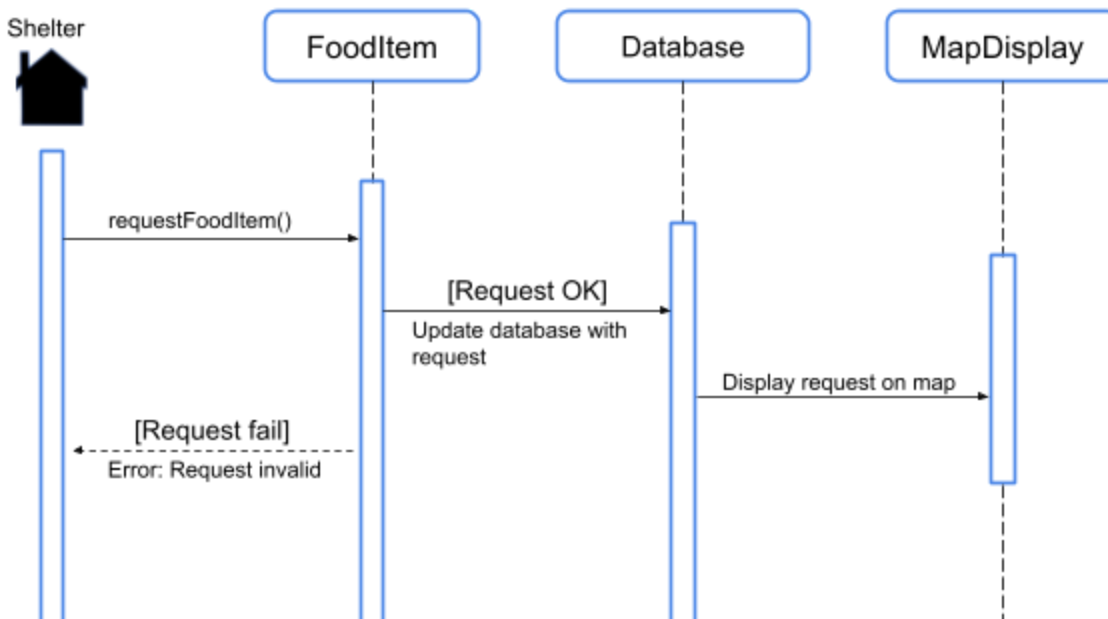 Shelter
FoodItem
Database
MapDisplay
requestFoodItem()
[Request OK]
Update database with
request
Display request on map
[Request fail]
Error: Request invalid